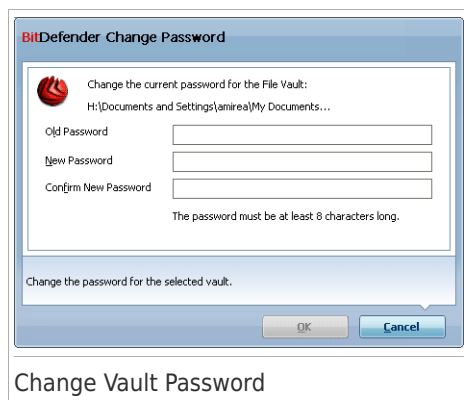 BitDefender Change Password
Change the current password for the File Vault:
H:\Documents and Settings\amirea\My Documents...
Old Password
New Password
Confirm New Password
The password must be at least 8 characters long.
Change the password for the selected vault.
OK
Cancel
Change Vault Password